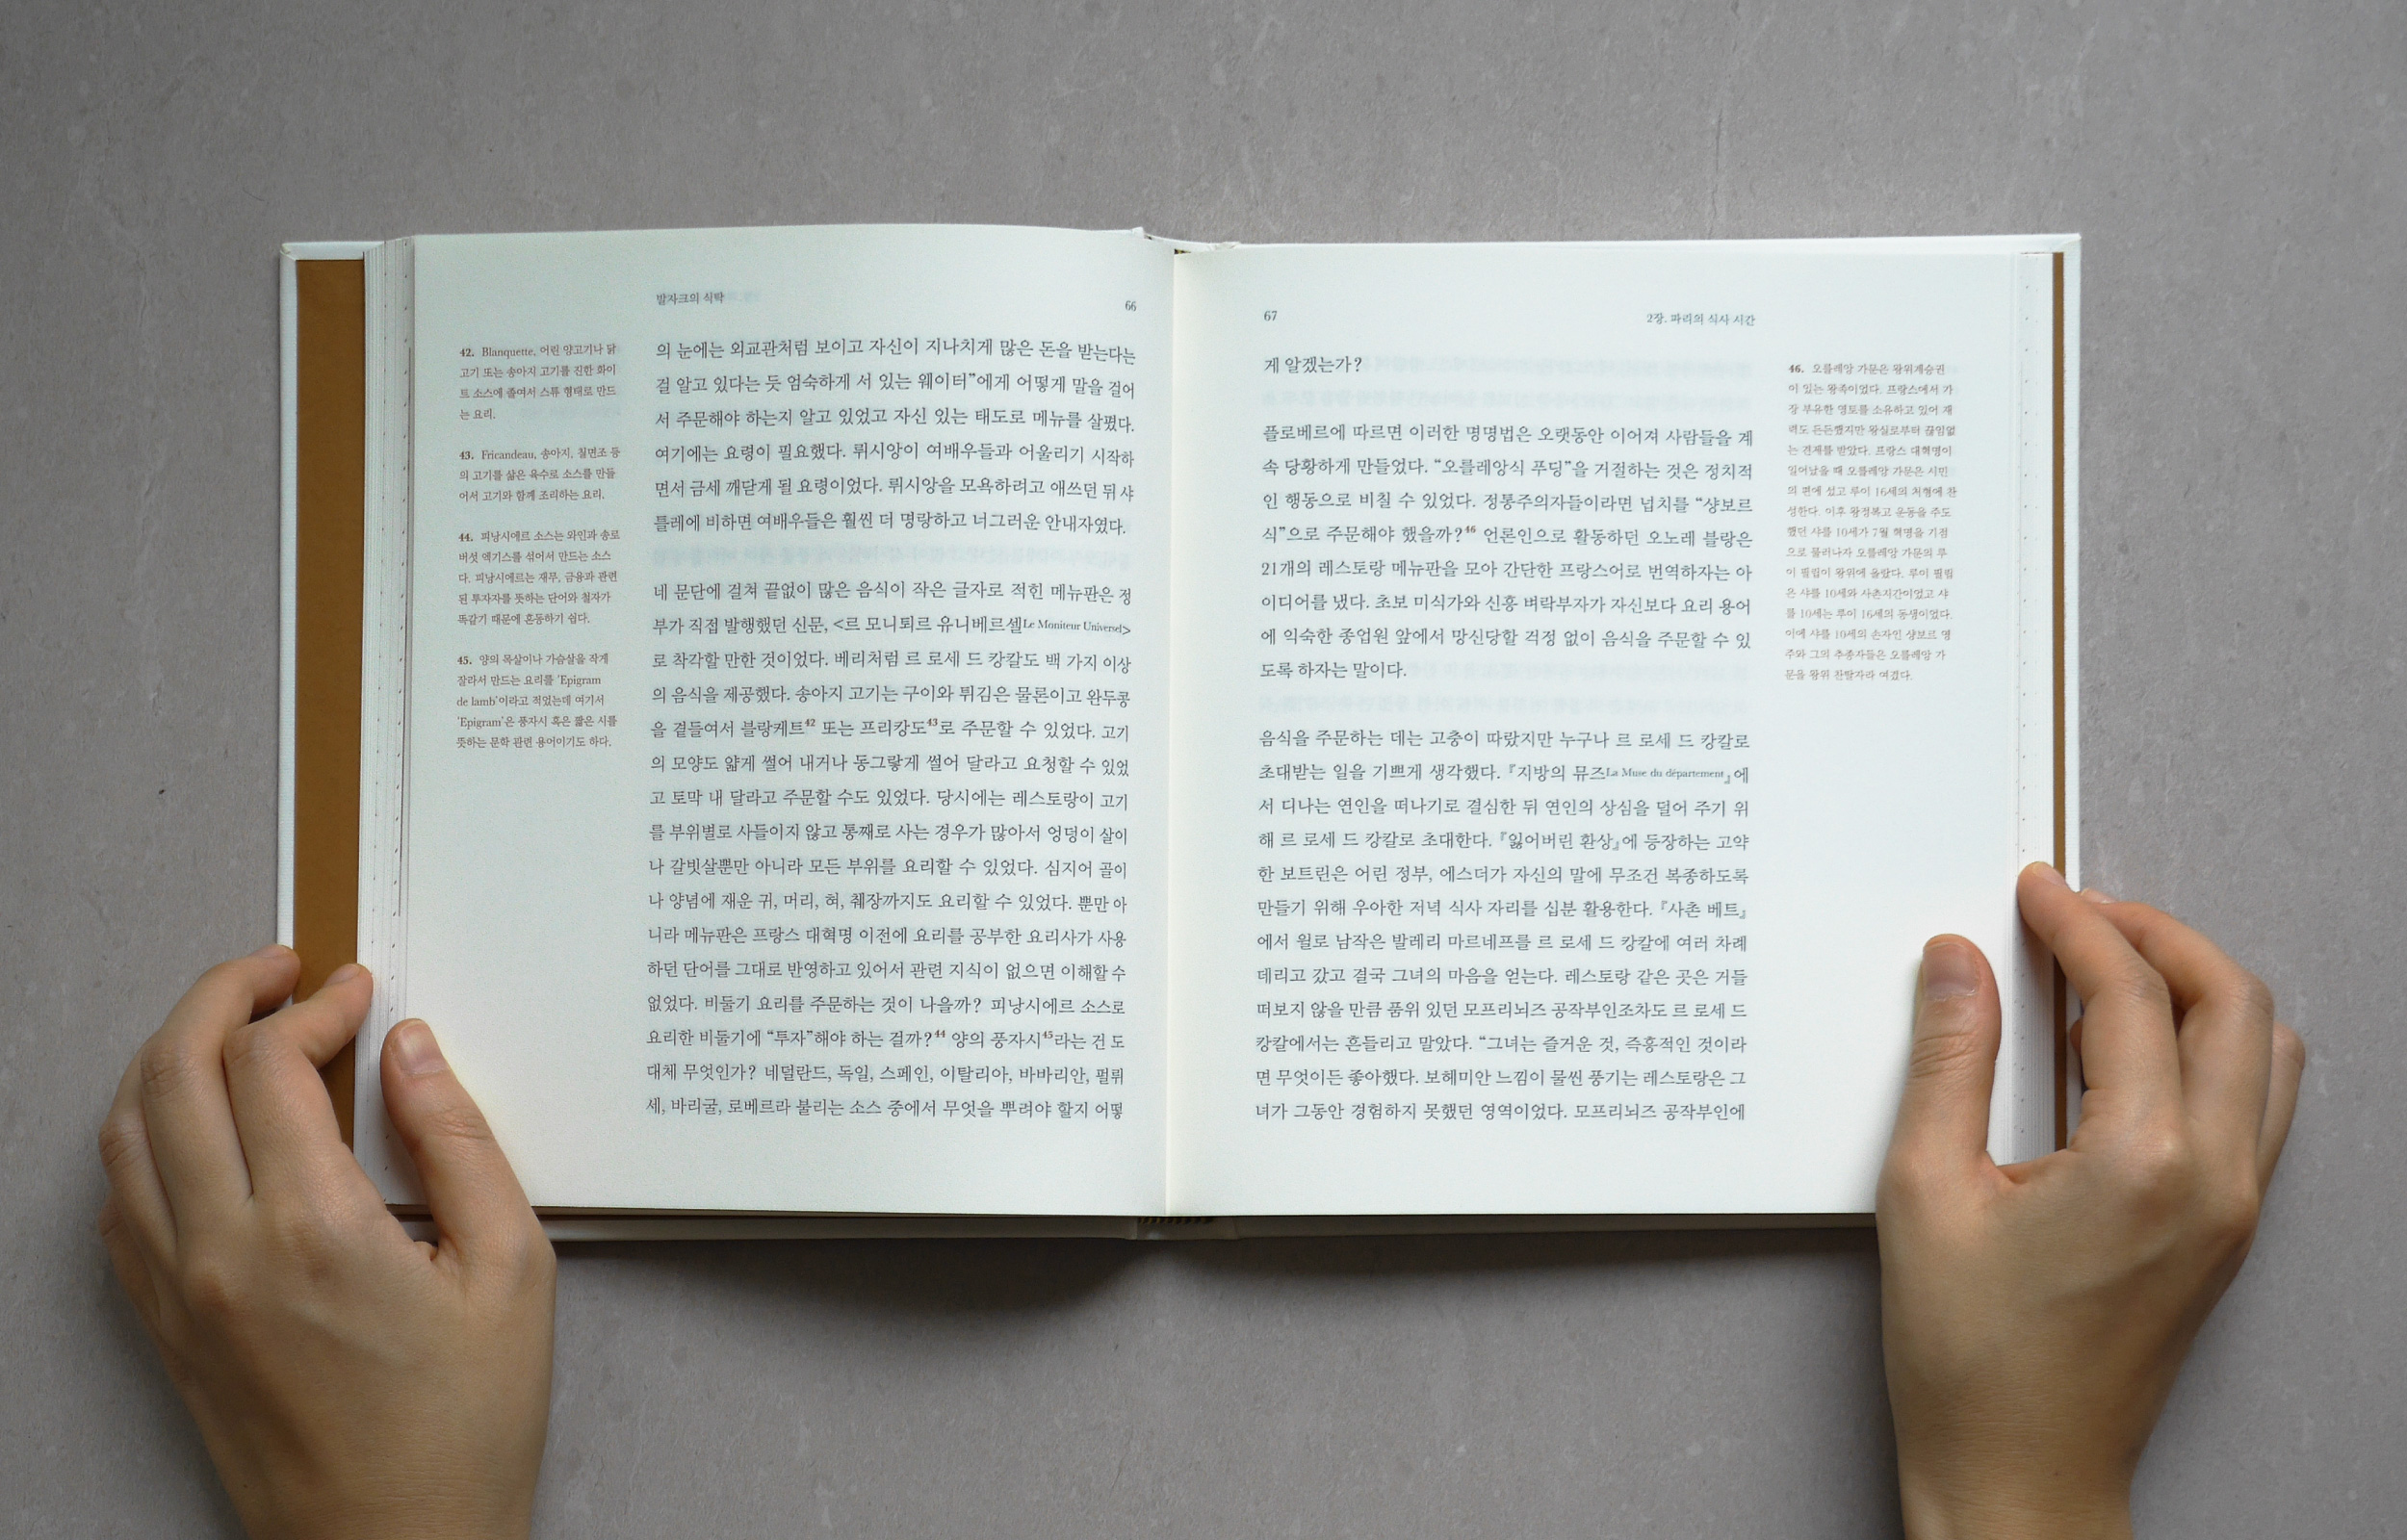 발자크의 식탁
66
42. Blanquette, 어린 양고기나 닭
고기 또는 송아지 고기를 진한 화이
트 소스에 졸여서 스튜 형태로 만드
는 요리.
43. Fricandeau, 송아지, 칠면조 등
의 고기를 삶은 육수로 소스를 만들
어서 고기와 함께 조리하는 요리.
44. 피낭시에르 소스는 와인과 송로
버섯 엑기스를 섞어서 만드는 소스
다. 피낭시에르는 재무, 금융과 관련
된 투자자를 뜻하는 단어와 철자가
똑같기 때문에 혼동하기 쉽다.
45. 양의 목살이나 가슴살을 작게
잘라서 만드는 요리를 'Epigram
de lamb'이라고 적었는데 여기서
'Epigram'은 풍자시 혹은 짧은 시를
뜻하는 문학 관련 용어이기도 하다.
의 눈에는 외교관처럼 보이고 자신이 지나치게 많은 돈을 받는다는
걸 알고 있다는 듯 엄숙하게 서 있는 웨이터”에게 어떻게 말을 걸어
서 주문해야 하는지 알고 있었고 자신 있는 태도로 메뉴를 살폈다.
여기에는 요령이 필요했다. 뤼시앙이 여배우들과 어울리기 시작하
면서 금세 깨닫게 될 요령이었다. 뤼시앙을 모욕하려고 애쓰던 뒤 샤
틀레에 비하면 여배우들은 훨씬 더 명랑하고 너그러운 안내자였다.
네 문단에 걸쳐 끝없이 많은 음식이 작은 글자로 적힌 메뉴판은 정
부가 직접 발행했던 신문, <르 모니퇴르 유니베르셀Le Moniteur Universel>
로 착각할 만한 것이었다. 베리처럼 르 로세 드 캉칼도 백 가지 이상
의 음식을 제공했다. 송아지 고기는 구이와 튀김은 물론이고 완두콩
을 곁들여서 블랑케트42 또는 프리캉도43로 주문할 수 있었다. 고기
의 모양도 얇게 썰어 내거나 동그랗게 썰어 달라고 요청할 수 있었
고 토막 내 달라고 주문할 수도 있었다. 당시에는 레스토랑이 고기
를 부위별로 사들이지 않고 통째로 사는 경우가 많아서 엉덩이 살이
나 갈빗살뿐만 아니라 모든 부위를 요리할 수 있었다. 심지어 골이
나 양념에 재운 귀, 머리, 혀, 췌장까지도 요리할 수 있었다. 뿐만 아
니라 메뉴판은 프랑스 대혁명 이전에 요리를 공부한 요리사가 사용
하던 단어를 그대로 반영하고 있어서 관련 지식이 없으면 이해할 수
없었다. 비둘기 요리를 주문하는 것이 나을까? 피낭시에르 소스로
요리한 비둘기에 “투자”해야 하는 걸까?44 양의 풍자시45라는 건 도
대체 무엇인가? 네덜란드, 독일, 스페인, 이탈리아, 바바리안, 펄뤼
세, 바리굴, 로베르라 불리는 소스 중에서 무엇을 뿌려야 할지 어떻
67
2장. 파리의 식사 시간
게 알겠는가?
플로베르에 따르면 이러한 명명법은 오랫동안 이어져 사람들을 계
속 당황하게 만들었다. “오를레앙식 푸딩”을 거절하는 것은 정치적
인 행동으로 비칠 수 있었다. 정통주의자들이라면 넙치를 “샹보르
식”으로 주문해야 했을까?46 언론인으로 활동하던 오노레 블랑은
21개의 레스토랑 메뉴판을 모아 간단한 프랑스어로 번역하자는 아
이디어를 냈다. 초보 미식가와 신흥 벼락부자가 자신보다 요리 용어
에 익숙한 종업원 앞에서 망신당할 걱정 없이 음식을 주문할 수 있
도록 하자는 말이다.
음식을 주문하는 데는 고충이 따랐지만 누구나 르 로세 드 캉칼로
초대받는 일을 기쁘게 생각했다. 『지방의 뮤즈La Muse du département』에
서 디나는 연인을 떠나기로 결심한 뒤 연인의 상심을 덜어 주기 위
해 르 로세 드 캉칼로 초대한다. 『잃어버린 환상』에 등장하는 고약
한 보트린은 어린 정부, 에스더가 자신의 말에 무조건 복종하도록
만들기 위해 우아한 저녁 식사 자리를 십분 활용한다. 『사촌 베트』
에서 윌로 남작은 발레리 마르네프를 르 로세 드 캉칼에 여러 차례
데리고 갔고 결국 그녀의 마음을 얻는다. 레스토랑 같은 곳은 거들
떠보지 않을 만큼 품위 있던 모프리뇌즈 공작부인조차도 르 로세 드
캉칼에서는 흔들리고 말았다. “그녀는 즐거운 것, 즉흥적인 것이라
면 무엇이든 좋아했다. 보헤미안 느낌이 물씬 풍기는 레스토랑은 그
녀가 그동안 경험하지 못했던 영역이었다. 모프리뇌즈 공작부인에
46. 오를레앙 가문은 왕위계승권
이 있는 왕족이었다. 프랑스에서 가
장 부유한 영토를 소유하고 있어 재
력도 든든했지만 왕실로부터 끊임없
는 견제를 받았다. 프랑스 대혁명이
일어났을 때 오를레앙 가문은 시민
의 편에 섰고 루이 16세의 처형에 찬
성한다. 이후 왕정복고 운동을 주도
했던 샤를 10세가 7월 혁명을 기점
으로 물러나자 오를레앙 가문의 루
이 필립이 왕위에 올랐다. 루이 필립
은 샤를 10세와 사촌지간이었고 샤
를 10세는 루이 16세의 동생이었다.
이에 샤를 10세의 손자인 샹보르 영
주와 그의 추종자들은 오를레앙 가
문을 왕위 찬탈자라 여겼다.